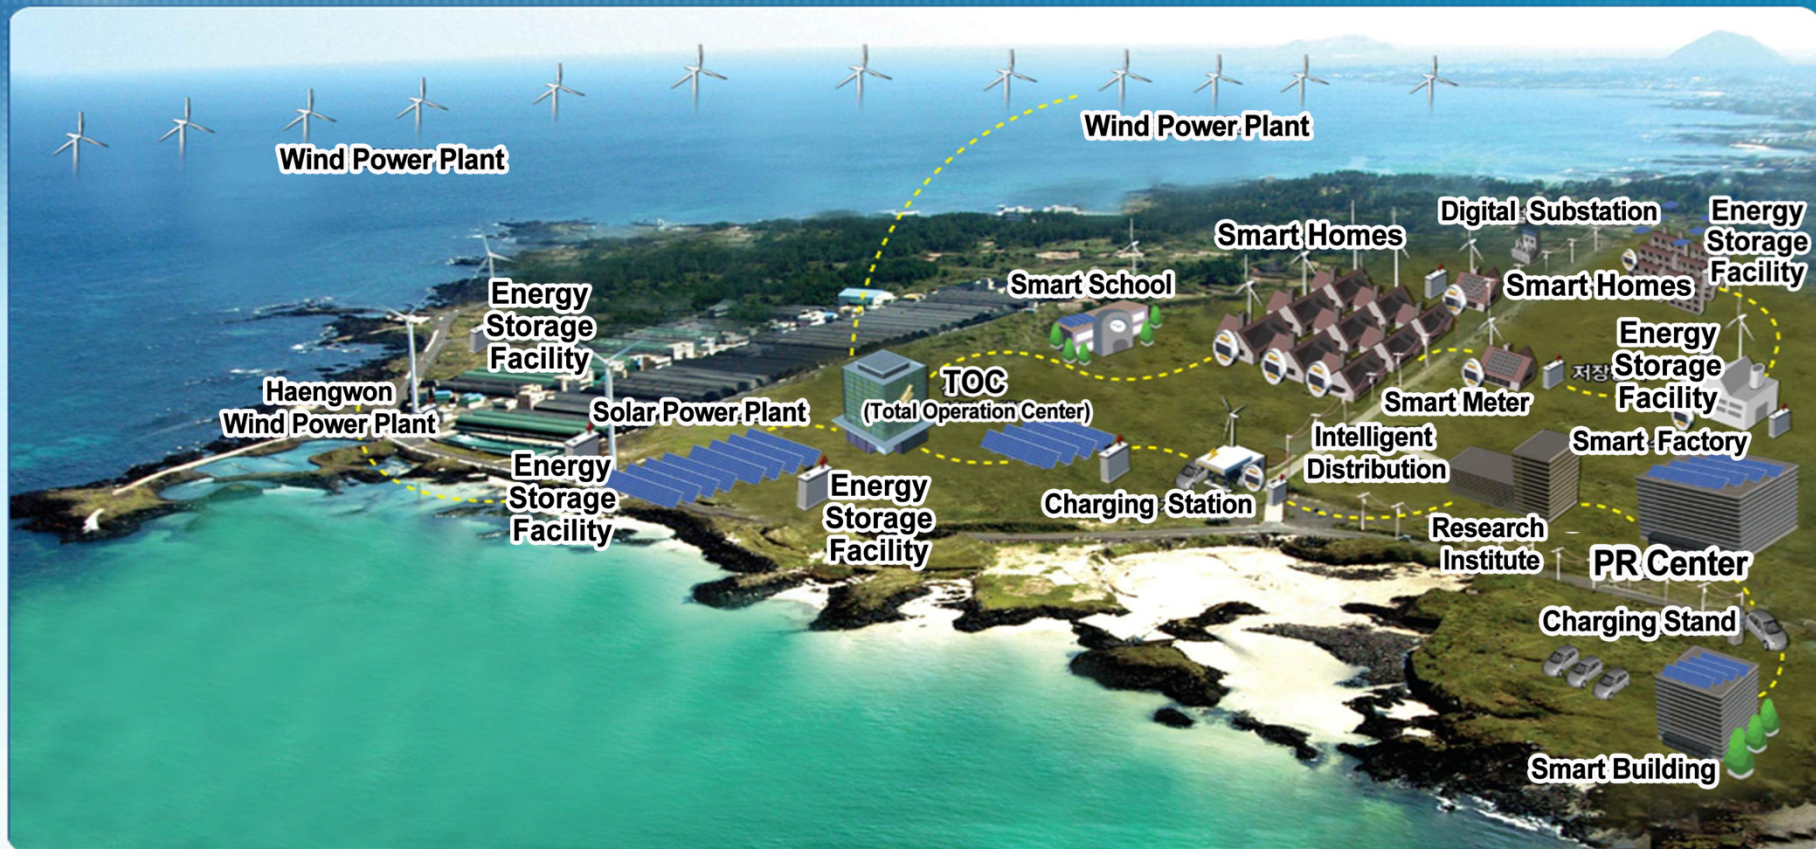 Wind Power Plant
Wind Power Plant
Digital Substation
Energy
Storage
Facility
Smart Homes
Smart School
Smart Homes
Energy
Storage
Facility
Energy
Storage
Facility
저장
Haengwon
Wind Power Plant
Solar Power Plant
TOC
(Total Operation Center)
Smart Meter
Intelligent
Distribution
Smart Factory
Energy
Storage
Facility
Energy
Storage
Facility
Charging Station
Research
Institute
PR Center
Charging Stand
Smart Building